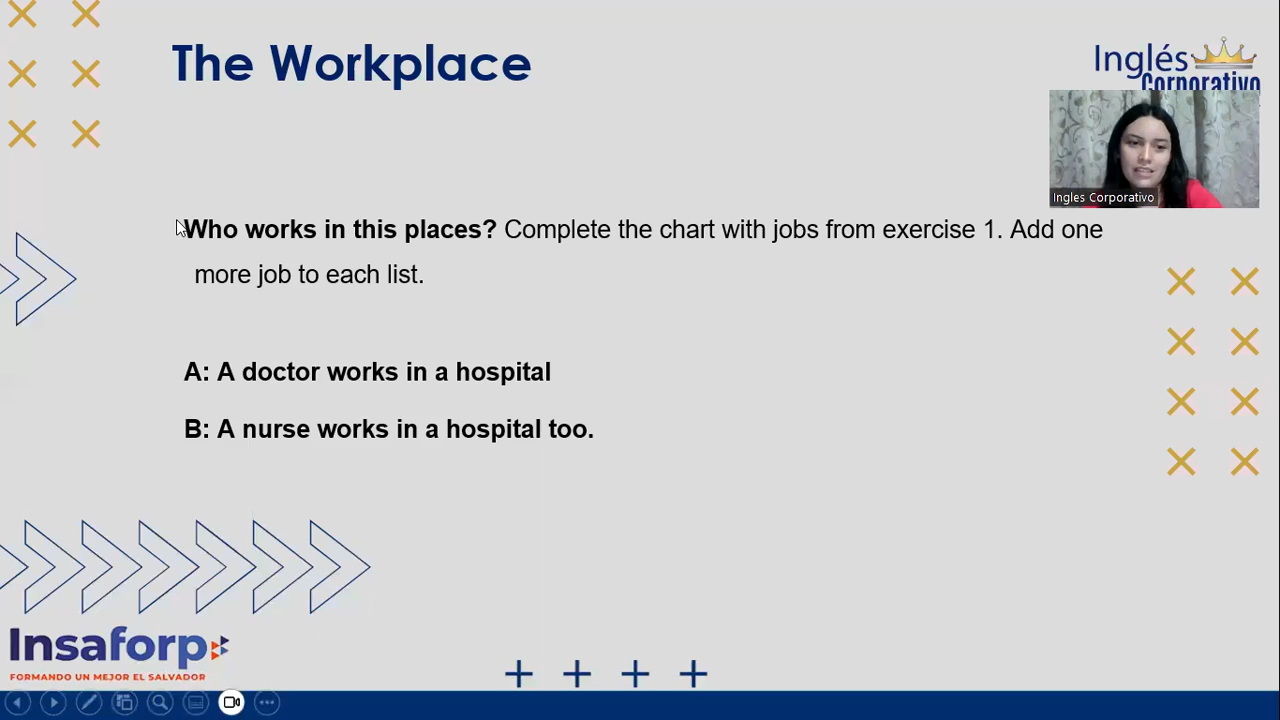 The Workplace
Inglés
Corporativo
Ingles Corporativo
Who works in this places? Complete the chart with jobs from exercise 1. Add one
more job to each list.
A: A doctor works in a hospital
B: A nurse works in a hospital too.
Insaforp
FORMANDO UN MEJOR EL SALVADOR